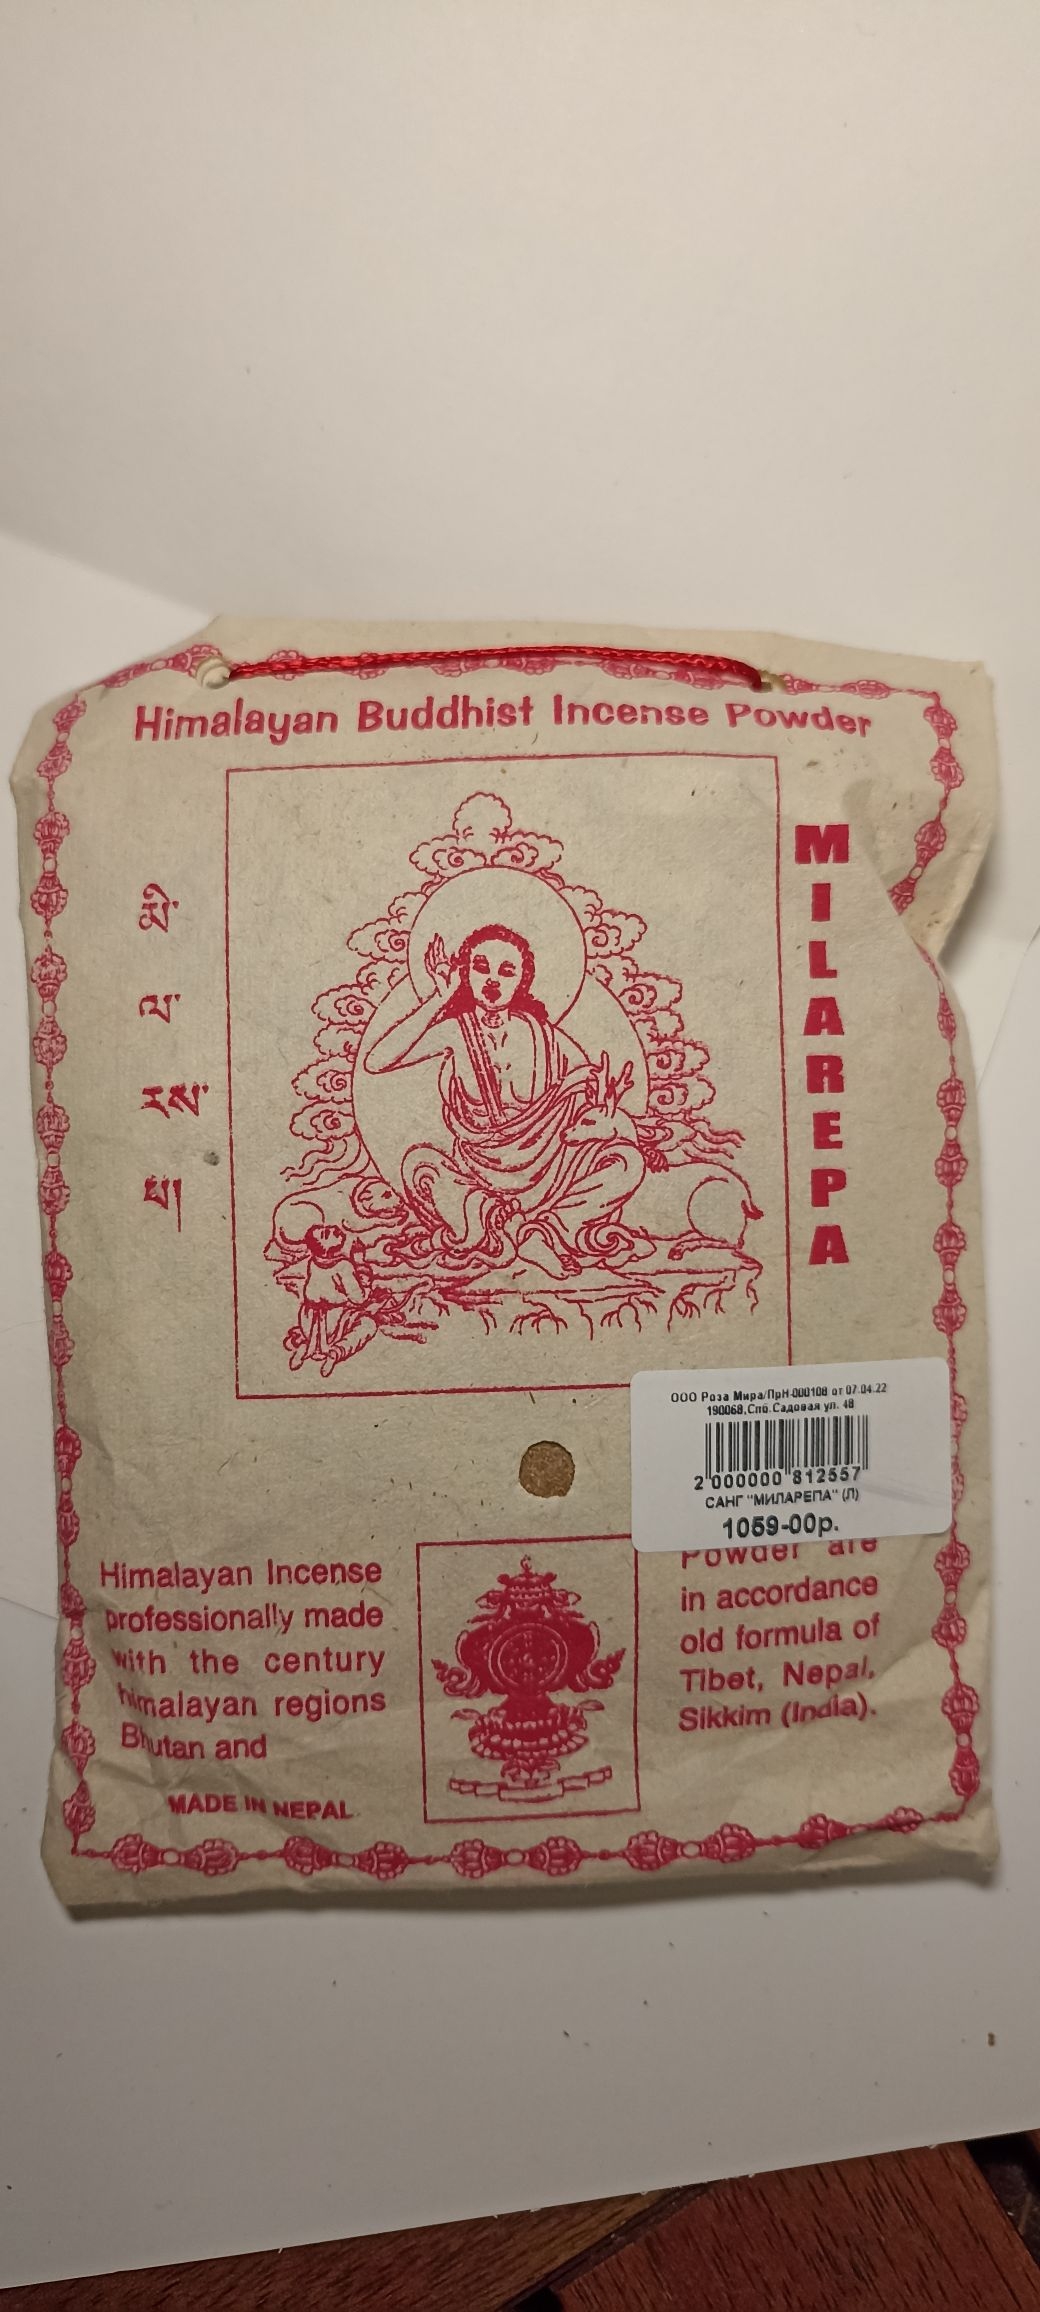 Himalayan Buddhist Incense Powder
མི་
ལ་
རས་
པ།
MILAREPA
ООО Роза Мира/ПрН-000108 от 07.04.22
190068,Спб.Садовая ул. 48
2 000000 812557
САНГ "МИЛАРЕПА" (Л)
1059-00р.
Himalayan Incense
professionally made
with the century
himalayan regions
Bhutan and
MADE IN NEPAL
Powder are
in accordance
old formula of
Tibet, Nepal,
Sikkim (India).